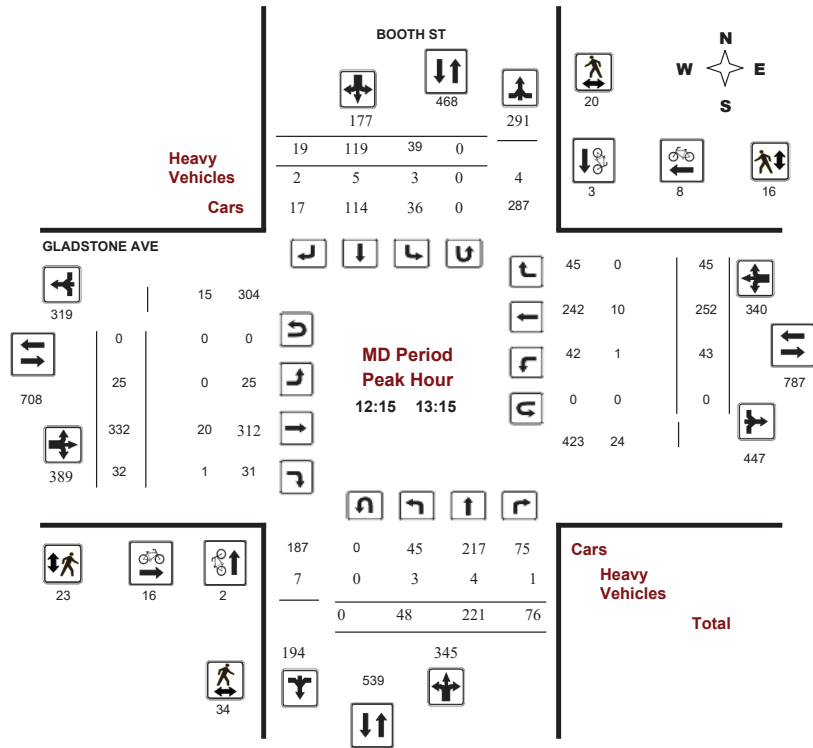 BOOTH ST
N
W E
S
468
20
177 291
19 119 39 0
Heavy
Vehicles
2 5 3 0 4
3 8 16
Cars
17 114 36 0 287
GLADSTONE AVE
45 0 45
319
15 304
242 10 252 340
0 0 0
MD Period
Peak Hour
12:15 13:15
42 1 43
708
25 0 25
787
0 0 0
332 20 312
423 24
389
32 1 31
447
187 0 45 217 75
Cars
7 0 3 4 1
Heavy
Vehicles
23 16 2
0 48 221 76
Total
194 345
539
34